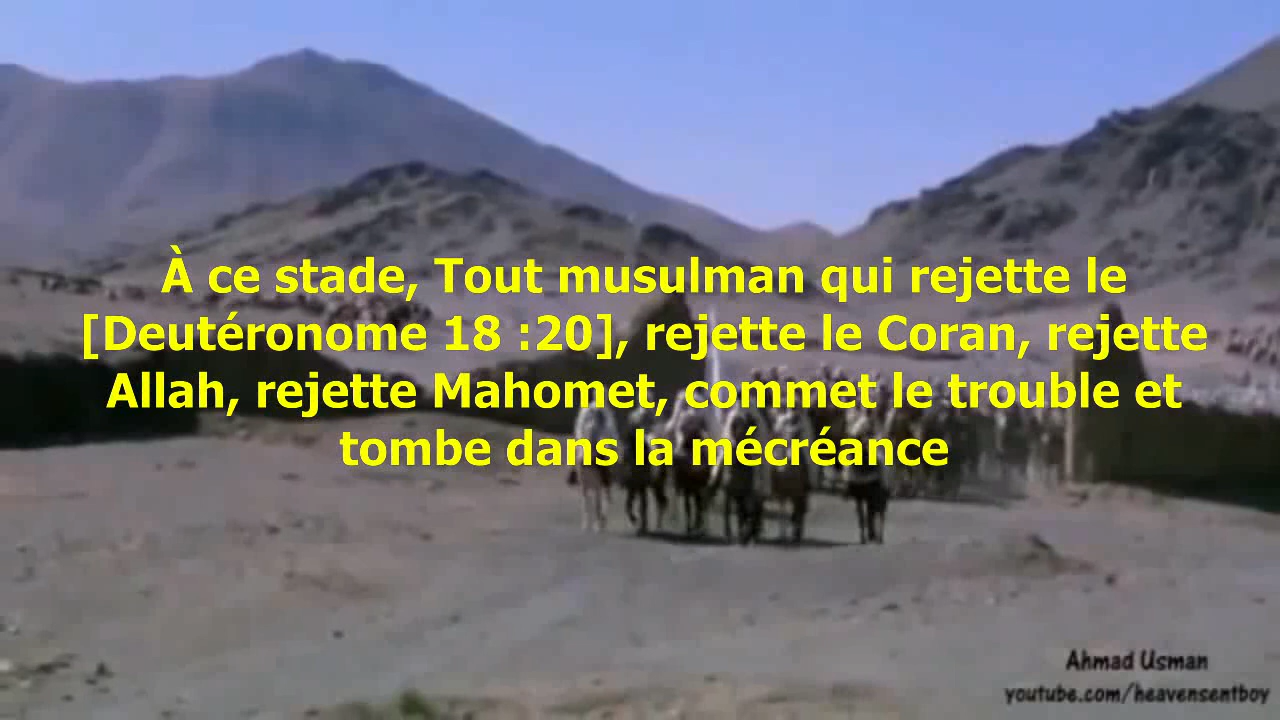 À ce stade, Tout musulman qui rejette le
[Deutéronome 18 :20], rejette le Coran, rejette
Allah, rejette Mahomet, commet le trouble et
tombe dans la mécréance
Ahmad Usman
youtube.com/heavensentboy